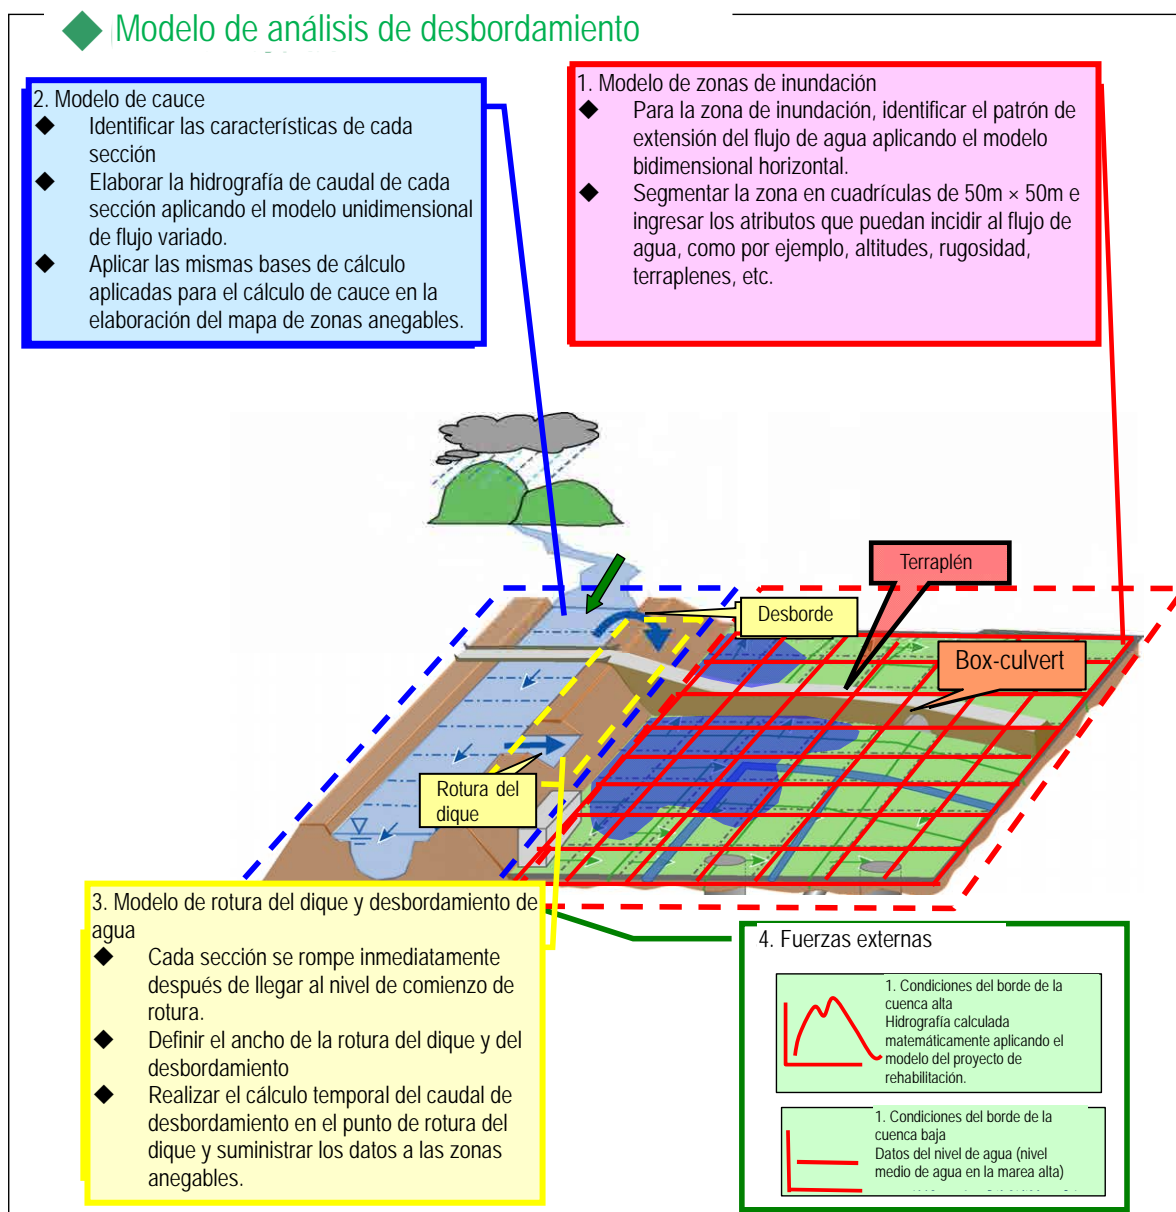 Modelo de análisis de desbordamiento
2. Modelo de cauce
◆ Identificar las características de cada
sección
◆ Elaborar la hidrografía de caudal de cada
sección aplicando el modelo unidimensional
de flujo variado.
◆ Aplicar las mismas bases de cálculo
aplicadas para el cálculo de cauce en la
elaboración del mapa de zonas anegables.
1. Modelo de zonas de inundación
◆ Para la zona de inundación, identificar el patrón de
extensión del flujo de agua aplicando el modelo
bidimensional horizontal.
◆ Segmentar la zona en cuadrículas de 50m × 50m e
ingresar los atributos que puedan incidir al flujo de
agua, como por ejemplo, altitudes, rugosidad,
terraplenes, etc.
Terraplén
Desborde
Box-culvert
Rotura del
dique
3. Modelo de rotura del dique y desbordamiento de
agua
◆ Cada sección se rompe inmediatamente
después de llegar al nivel de comienzo de
rotura.
◆ Definir el ancho de la rotura del dique y del
desbordamiento
◆ Realizar el cálculo temporal del caudal de
desbordamiento en el punto de rotura del
dique y suministrar los datos a las zonas
anegables.
4. Fuerzas externas
1. Condiciones del borde de la
cuenca alta
Hidrografía calculada
matemáticamente aplicando el
modelo del proyecto de
rehabilitación.
1. Condiciones del borde de la
cuenca baja
Datos del nivel de agua (nivel
medio de agua en la marea alta)